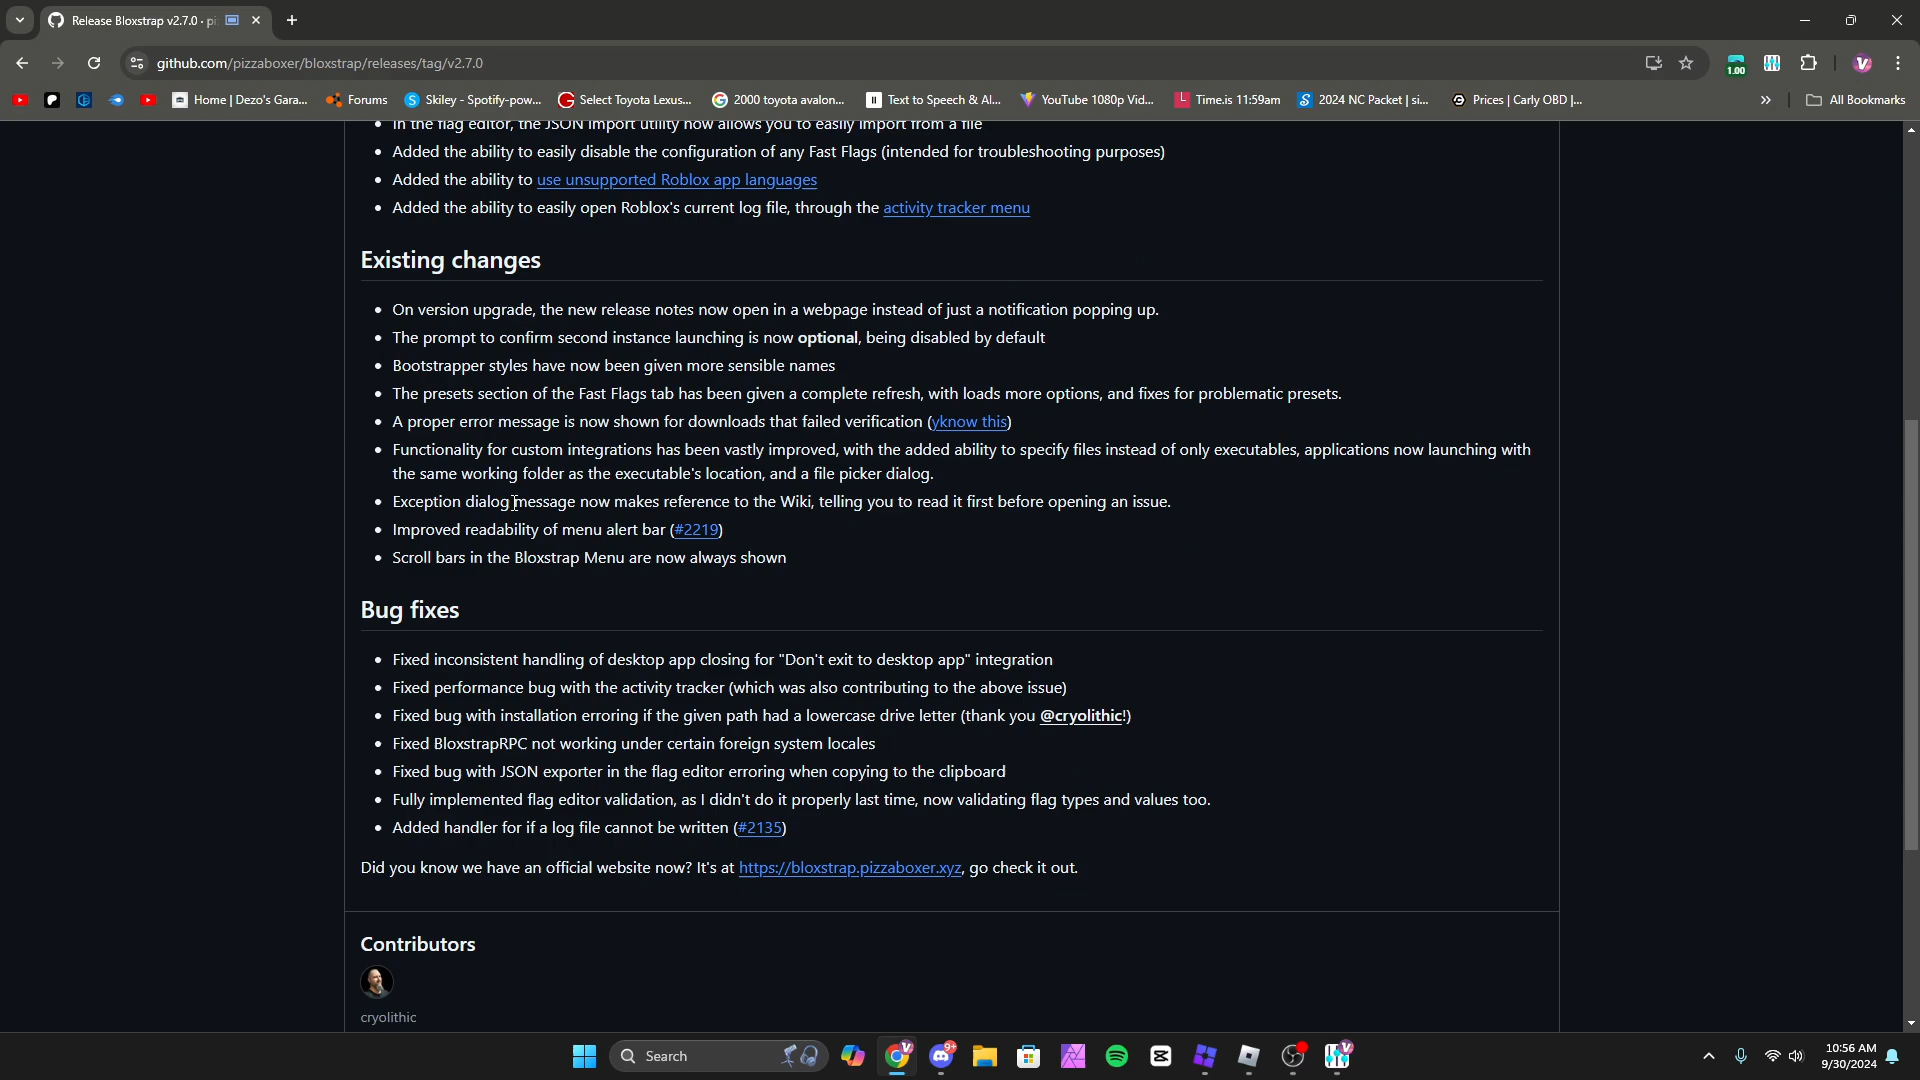 Release Bloxstrap v2.7.0 · pi
github.com/pizzaboxer/bloxstrap/releases/tag/v2.7.0
1.00
Home | Dezo's Gara...
Forums
Skiley - Spotify-pow...
Select Toyota Lexus...
2000 toyota avalon...
Text to Speech & AI...
YouTube 1080p Vid...
Time.is 11:59am
2024 NC Packet | si...
Prices | Carly OBD |...
»
All Bookmarks
• In the flag editor, the JSON import utility now allows you to easily import from a file
• Added the ability to easily disable the configuration of any Fast Flags (intended for troubleshooting purposes)
• Added the ability to use unsupported Roblox app languages
• Added the ability to easily open Roblox's current log file, through the activity tracker menu
Existing changes
• On version upgrade, the new release notes now open in a webpage instead of just a notification popping up.
• The prompt to confirm second instance launching is now optional, being disabled by default
• Bootstrapper styles have now been given more sensible names
• The presets section of the Fast Flags tab has been given a complete refresh, with loads more options, and fixes for problematic presets.
• A proper error message is now shown for downloads that failed verification (yknow this)
• Functionality for custom integrations has been vastly improved, with the added ability to specify files instead of only executables, applications now launching with
the same working folder as the executable's location, and a file picker dialog.
• Exception dialog message now makes reference to the Wiki, telling you to read it first before opening an issue.
• Improved readability of menu alert bar (#2219)
• Scroll bars in the Bloxstrap Menu are now always shown
Bug fixes
• Fixed inconsistent handling of desktop app closing for "Don't exit to desktop app" integration
• Fixed performance bug with the activity tracker (which was also contributing to the above issue)
• Fixed bug with installation erroring if the given path had a lowercase drive letter (thank you @cryolithic!)
• Fixed BloxstrapRPC not working under certain foreign system locales
• Fixed bug with JSON exporter in the flag editor erroring when copying to the clipboard
• Fully implemented flag editor validation, as I didn't do it properly last time, now validating flag types and values too.
• Added handler for if a log file cannot be written (#2135)
Did you know we have an official website now? It's at https://bloxstrap.pizzaboxer.xyz, go check it out.
Contributors
cryolithic
Search
9+
10:56 AM
9/30/2024